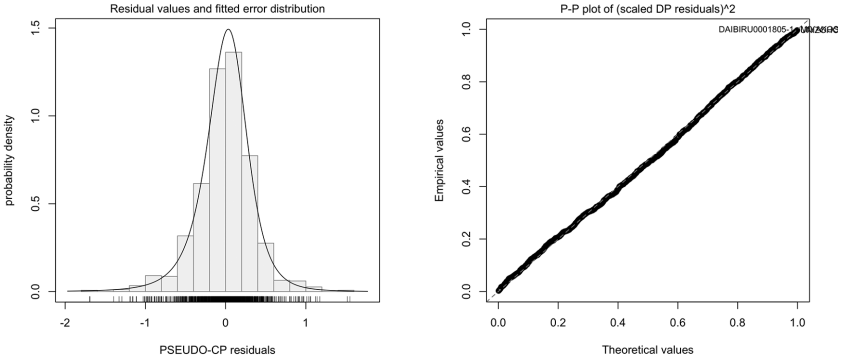 Residual values and fitted error distribution
probability density
1.5
1.0
0.5
0.0
-2 -1 0 1
PSEUDO-CP residuals
P-P plot of (scaled DP residuals)^2
Empirical values
1.0
0.8
0.6
0.4
0.2
0.0
DAIBIRU0001805-1
0.0 0.2 0.4 0.6 0.8 1.0
Theoretical values